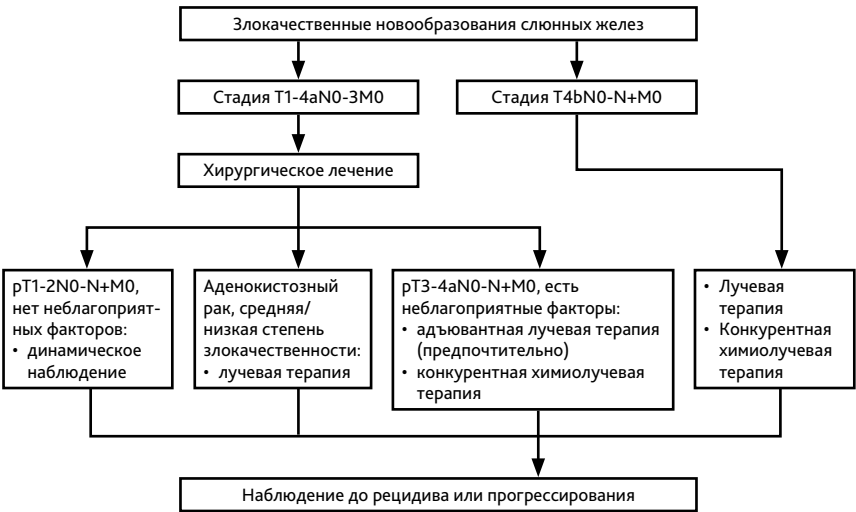 Злокачественные новообразования слюнных желез
Стадия T1-4aN0-3M0
Стадия T4bN0-N+M0
Хирургическое лечение
pT1-2N0-N+M0,
нет неблагоприят-
ных факторов:
• динамическое
наблюдение
Аденокистозный
рак, средняя/
низкая степень
злокачественности:
• лучевая терапия
pT3-4aN0-N+M0, есть
неблагоприятные факторы:
• адъювантная лучевая терапия
(предпочтительно)
• конкурентная химиолучевая
терапия
• Лучевая
терапия
• Конкурентная
химиолучевая
терапия
Наблюдение до рецидива или прогрессирования